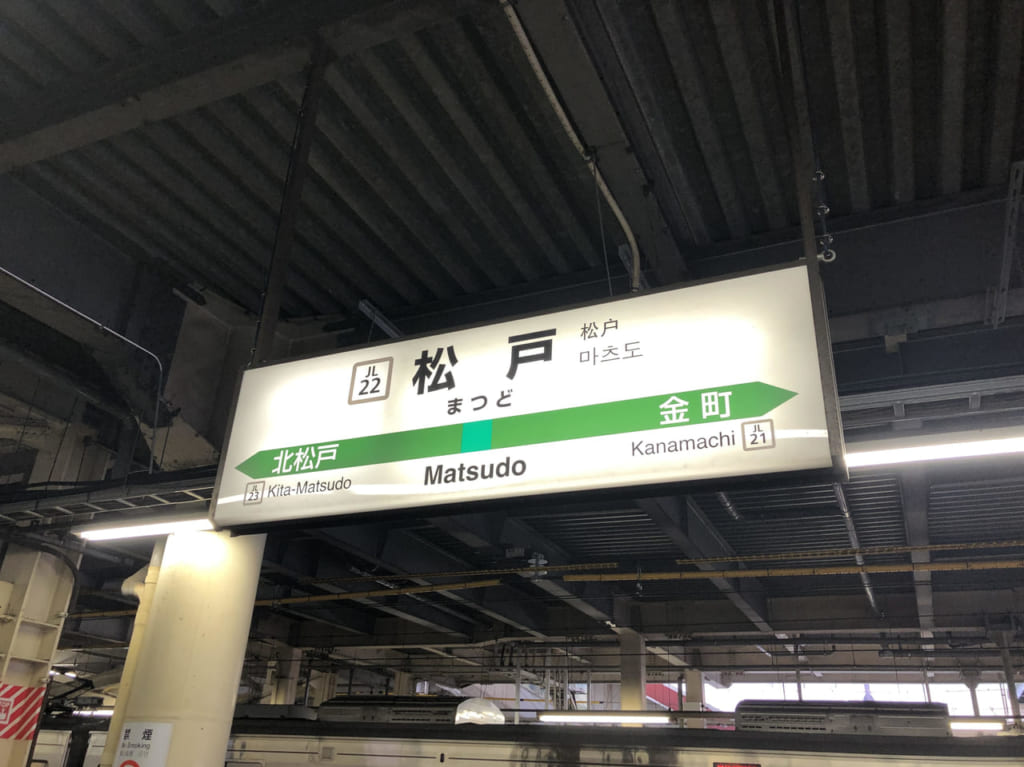 JL
22
松戸
松户
마츠도
まつど
北松戸
金町
JL
23
Kita-Matsudo
Matsudo
Kanamachi
JL
21
禁煙
No Smoking